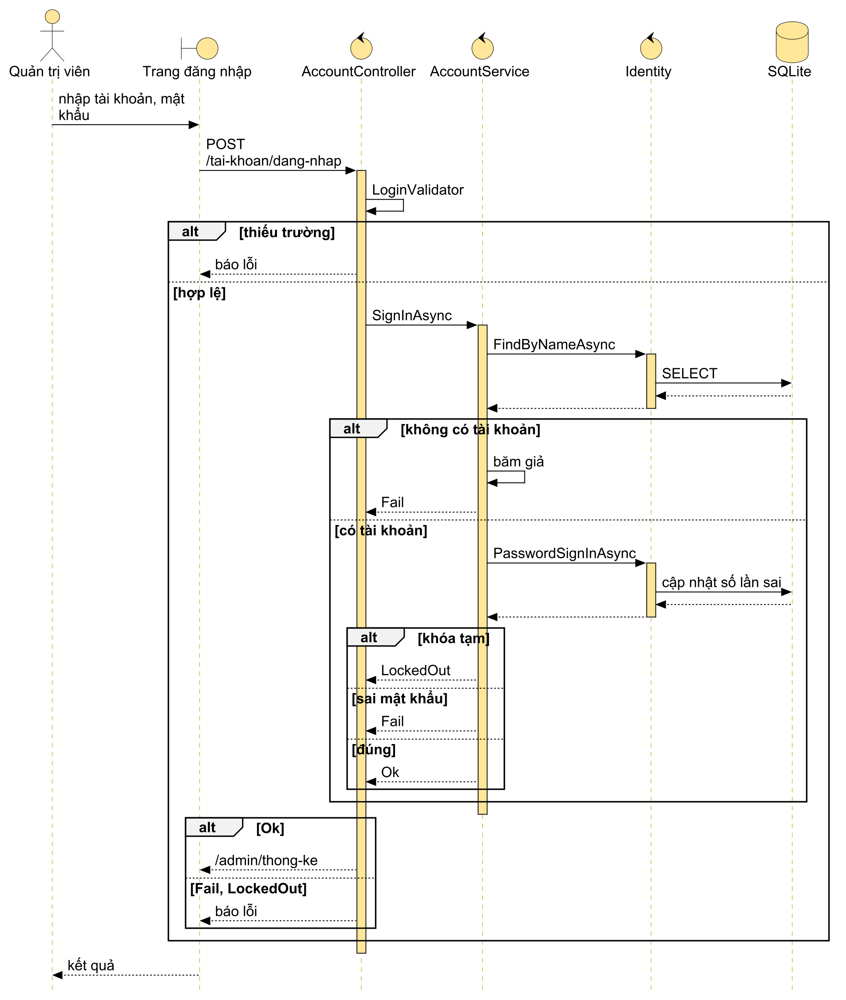 Quản trị viên
Trang đăng nhập
AccountController
AccountService
Identity
SQLite
nhập tài khoản, mật
khẩu
POST
/tai-khoan/dang-nhap
LoginValidator
alt
[thiếu trường]
báo lỗi
[hợp lệ]
SignInAsync
FindByNameAsync
SELECT
alt
[không có tài khoản]
băm giả
Fail
[có tài khoản]
PasswordSignInAsync
cập nhật số lần sai
alt
[khóa tạm]
LockedOut
[sai mật khẩu]
Fail
[đúng]
Ok
alt
[Ok]
/admin/thong-ke
[Fail, LockedOut]
báo lỗi
kết quả